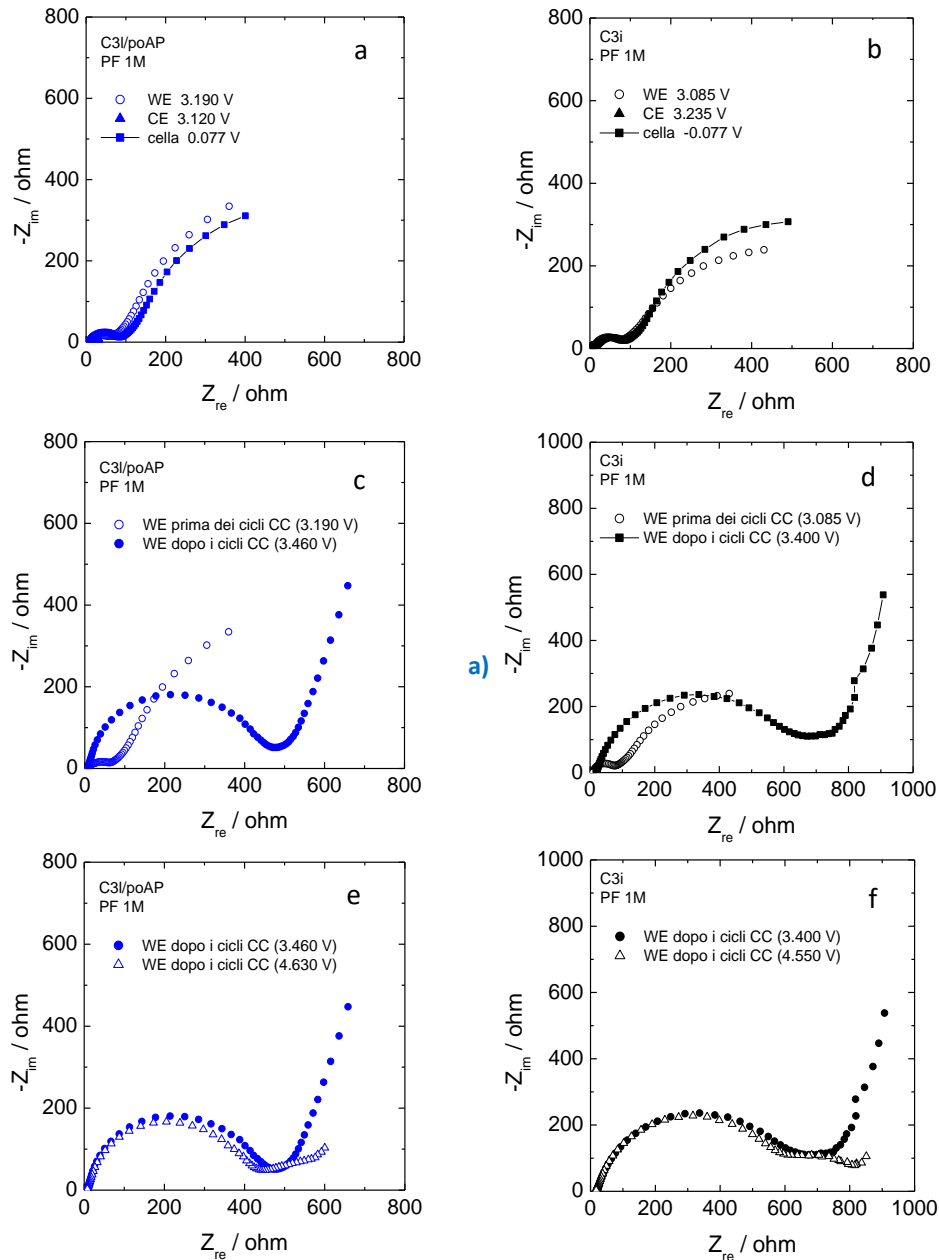 -Z_im / ohm
800
600
400
200
0
C3l/poAP
PF 1M
a
WE 3.190 V
CE 3.120 V
cella 0.077 V
0 200 400 600 800
Z_re / ohm
-Z_im / ohm
800
600
400
200
0
C3i
PF 1M
b
WE 3.085 V
CE 3.235 V
cella -0.077 V
0 200 400 600 800
Z_re / ohm
-Z_im / ohm
800
600
400
200
0
C3l/poAP
PF 1M
c
WE prima dei cicli CC (3.190 V)
WE dopo i cicli CC (3.460 V)
0 200 400 600 800
Z_re / ohm
a)
-Z_im / ohm
1000
800
600
400
200
0
C3i
PF 1M
d
WE prima dei cicli CC (3.085 V)
WE dopo i cicli CC (3.400 V)
0 200 400 600 800 1000
Z_re / ohm
-Z_im / ohm
800
600
400
200
0
C3l/poAP
PF 1M
e
WE dopo i cicli CC (3.460 V)
WE dopo i cicli CC (4.630 V)
0 200 400 600 800
Z_re / ohm
-Z_im / ohm
1000
800
600
400
200
0
C3i
PF 1M
f
WE dopo i cicli CC (3.400 V)
WE dopo i cicli CC (4.550 V)
0 200 400 600 800 1000
Z_re / ohm